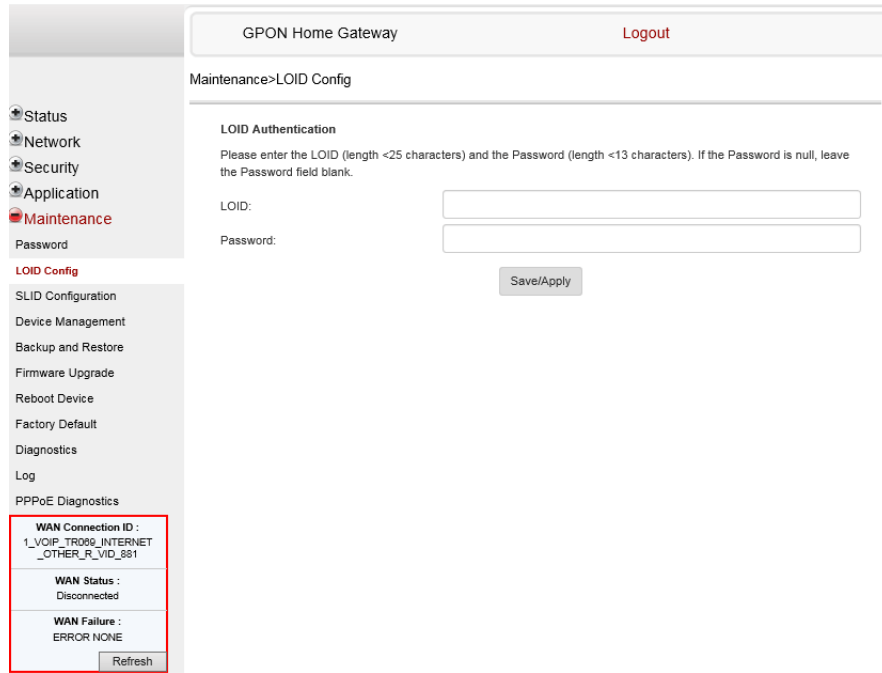 GPON Home Gateway
Logout
Maintenance>LOID Config
Status
Network
Security
Application
Maintenance
Password
LOID Config
SLID Configuration
Device Management
Backup and Restore
Firmware Upgrade
Reboot Device
Factory Default
Diagnostics
Log
PPPoE Diagnostics
WAN Connection ID :
1_VOIP_TR069_INTERNET
_OTHER_R_VID_881
WAN Status :
Disconnected
WAN Failure :
ERROR NONE
Refresh
LOID Authentication
Please enter the LOID (length <25 characters) and the Password (length <13 characters). If the Password is null, leave
the Password field blank.
LOID:
Password:
Save/Apply